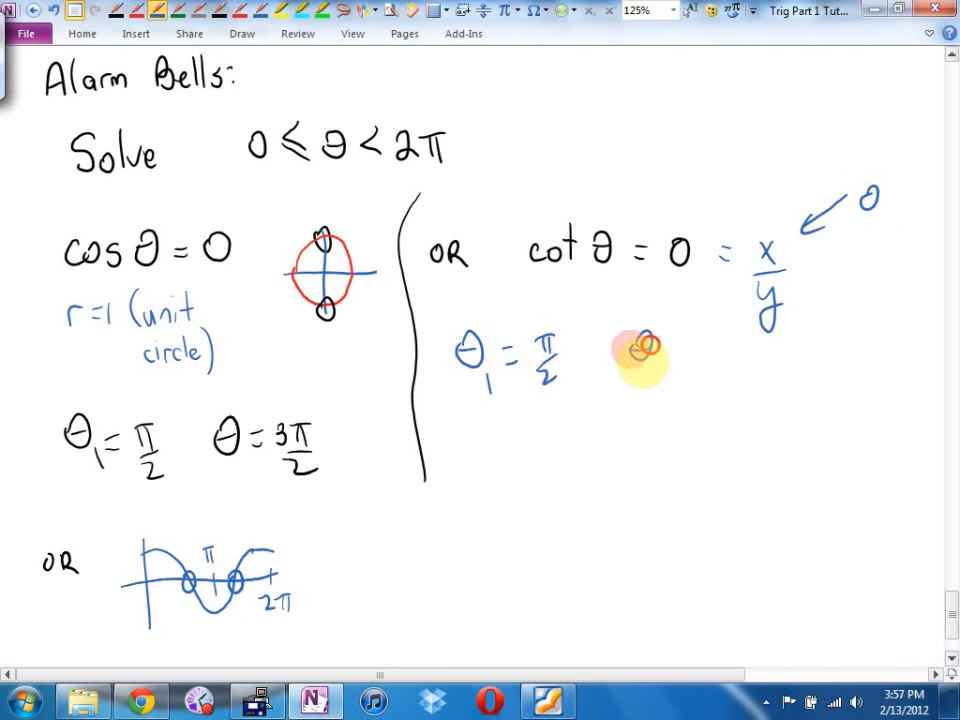 125%
Trig Part 1 Tut...
File Home Insert Share Draw Review View Pages Add-Ins
Alarm Bells:
Solve 0 ≤ θ < 2π
cos θ = 0
r = 1 (unit
circle)
θ₁ = π/2 θ = 3π/2
OR
π
2π
OR cot θ = 0 = x/y
0
θ₁ = π/2 θ
3:57 PM
2/13/2012